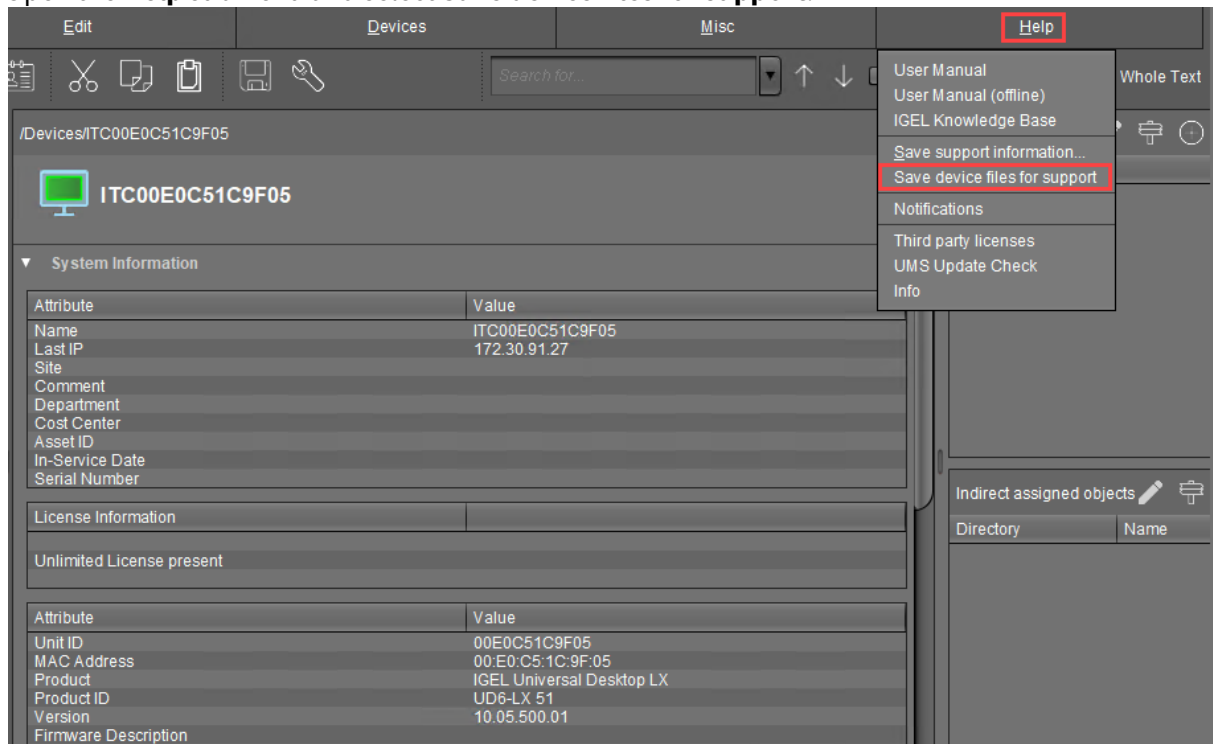 Edit Devices Misc Help
Search for...
Whole Text
User Manual
User Manual (offline)
IGEL Knowledge Base
Save support information...
Save device files for support
Notifications
Third party licenses
UMS Update Check
Info
/Devices/ITC00E0C51C9F05
ITC00E0C51C9F05
System Information
Attribute Value
Name ITC00E0C51C9F05
Last IP 172.30.91.27
Site
Comment
Department
Cost Center
Asset ID
In-Service Date
Serial Number
License Information
Unlimited License present
Attribute Value
Unit ID 00E0C51C9F05
MAC Address 00:E0:C5:1C:9F:05
Product IGEL Universal Desktop LX
Product ID UD6-LX 51
Version 10.05.500.01
Firmware Description
Indirect assigned objects
Directory Name